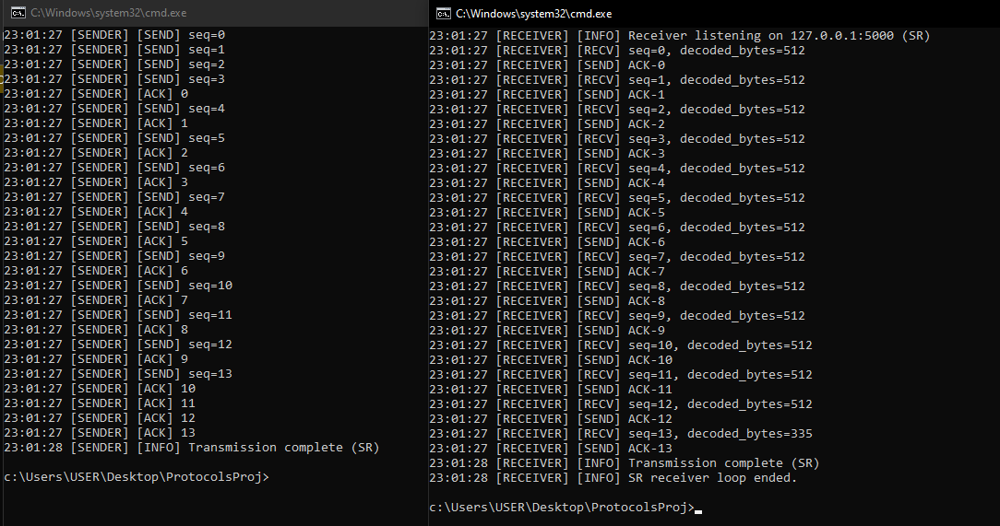 C:\Windows\system32\cmd.exe
23:01:27 [SENDER] [SEND] seq=0
23:01:27 [SENDER] [SEND] seq=1
23:01:27 [SENDER] [SEND] seq=2
23:01:27 [SENDER] [SEND] seq=3
23:01:27 [SENDER] [ACK] 0
23:01:27 [SENDER] [SEND] seq=4
23:01:27 [SENDER] [ACK] 1
23:01:27 [SENDER] [SEND] seq=5
23:01:27 [SENDER] [ACK] 2
23:01:27 [SENDER] [SEND] seq=6
23:01:27 [SENDER] [ACK] 3
23:01:27 [SENDER] [SEND] seq=7
23:01:27 [SENDER] [ACK] 4
23:01:27 [SENDER] [SEND] seq=8
23:01:27 [SENDER] [ACK] 5
23:01:27 [SENDER] [SEND] seq=9
23:01:27 [SENDER] [ACK] 6
23:01:27 [SENDER] [SEND] seq=10
23:01:27 [SENDER] [ACK] 7
23:01:27 [SENDER] [SEND] seq=11
23:01:27 [SENDER] [ACK] 8
23:01:27 [SENDER] [SEND] seq=12
23:01:27 [SENDER] [ACK] 9
23:01:27 [SENDER] [SEND] seq=13
23:01:27 [SENDER] [ACK] 10
23:01:27 [SENDER] [ACK] 11
23:01:27 [SENDER] [ACK] 12
23:01:27 [SENDER] [ACK] 13
23:01:28 [SENDER] [INFO] Transmission complete (SR)
c:\Users\USER\Desktop\ProtocolsProj>
C:\Windows\system32\cmd.exe
23:01:27 [RECEIVER] [INFO] Receiver listening on 127.0.0.1:5000 (SR)
23:01:27 [RECEIVER] [RECV] seq=0, decoded_bytes=512
23:01:27 [RECEIVER] [SEND] ACK-0
23:01:27 [RECEIVER] [RECV] seq=1, decoded_bytes=512
23:01:27 [RECEIVER] [SEND] ACK-1
23:01:27 [RECEIVER] [RECV] seq=2, decoded_bytes=512
23:01:27 [RECEIVER] [SEND] ACK-2
23:01:27 [RECEIVER] [RECV] seq=3, decoded_bytes=512
23:01:27 [RECEIVER] [SEND] ACK-3
23:01:27 [RECEIVER] [RECV] seq=4, decoded_bytes=512
23:01:27 [RECEIVER] [SEND] ACK-4
23:01:27 [RECEIVER] [RECV] seq=5, decoded_bytes=512
23:01:27 [RECEIVER] [SEND] ACK-5
23:01:27 [RECEIVER] [RECV] seq=6, decoded_bytes=512
23:01:27 [RECEIVER] [SEND] ACK-6
23:01:27 [RECEIVER] [RECV] seq=7, decoded_bytes=512
23:01:27 [RECEIVER] [SEND] ACK-7
23:01:27 [RECEIVER] [RECV] seq=8, decoded_bytes=512
23:01:27 [RECEIVER] [SEND] ACK-8
23:01:27 [RECEIVER] [RECV] seq=9, decoded_bytes=512
23:01:27 [RECEIVER] [SEND] ACK-9
23:01:27 [RECEIVER] [RECV] seq=10, decoded_bytes=512
23:01:27 [RECEIVER] [SEND] ACK-10
23:01:27 [RECEIVER] [RECV] seq=11, decoded_bytes=512
23:01:27 [RECEIVER] [SEND] ACK-11
23:01:27 [RECEIVER] [RECV] seq=12, decoded_bytes=512
23:01:27 [RECEIVER] [SEND] ACK-12
23:01:27 [RECEIVER] [RECV] seq=13, decoded_bytes=335
23:01:27 [RECEIVER] [SEND] ACK-13
23:01:28 [RECEIVER] [INFO] Transmission complete (SR)
23:01:28 [RECEIVER] [INFO] SR receiver loop ended.
c:\Users\USER\Desktop\ProtocolsProj>